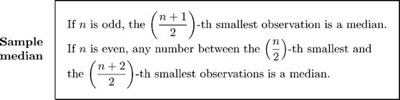 Sample
median
If n is odd, the ((n + 1)/2)-th smallest observation is a median.
If n is even, any number between the (n/2)-th smallest and
the ((n + 2)/2)-th smallest observations is a median.